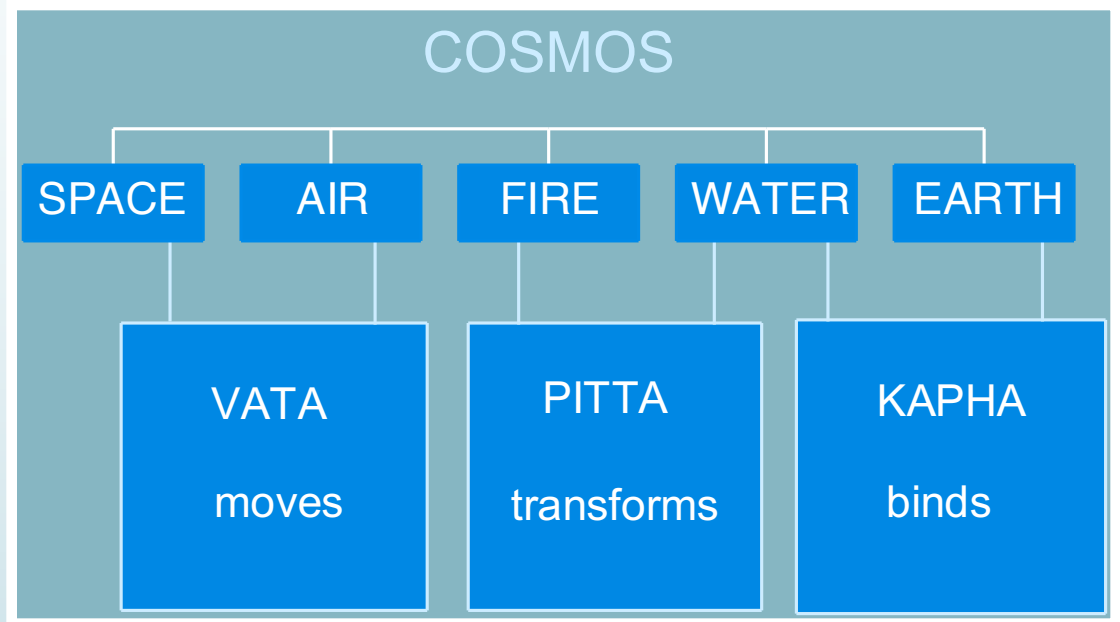 COSMOS
SPACE AIR FIRE WATER EARTH
VATA
moves
PITTA
transforms
KAPHA
binds